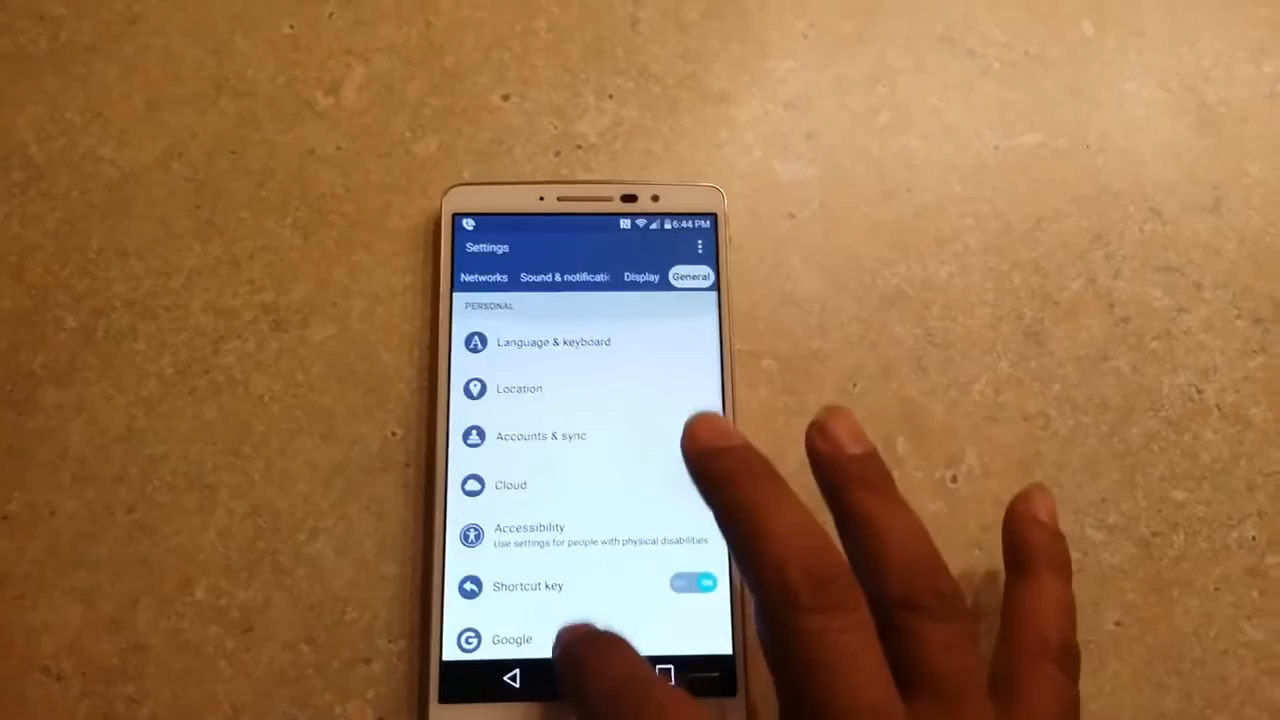 6:44 PM
Settings
Networks Sound & notificati Display General
PERSONAL
Language & keyboard
Location
Accounts & sync
Cloud
Accessibility
Use settings for people with physical disabilities
Shortcut key
Google